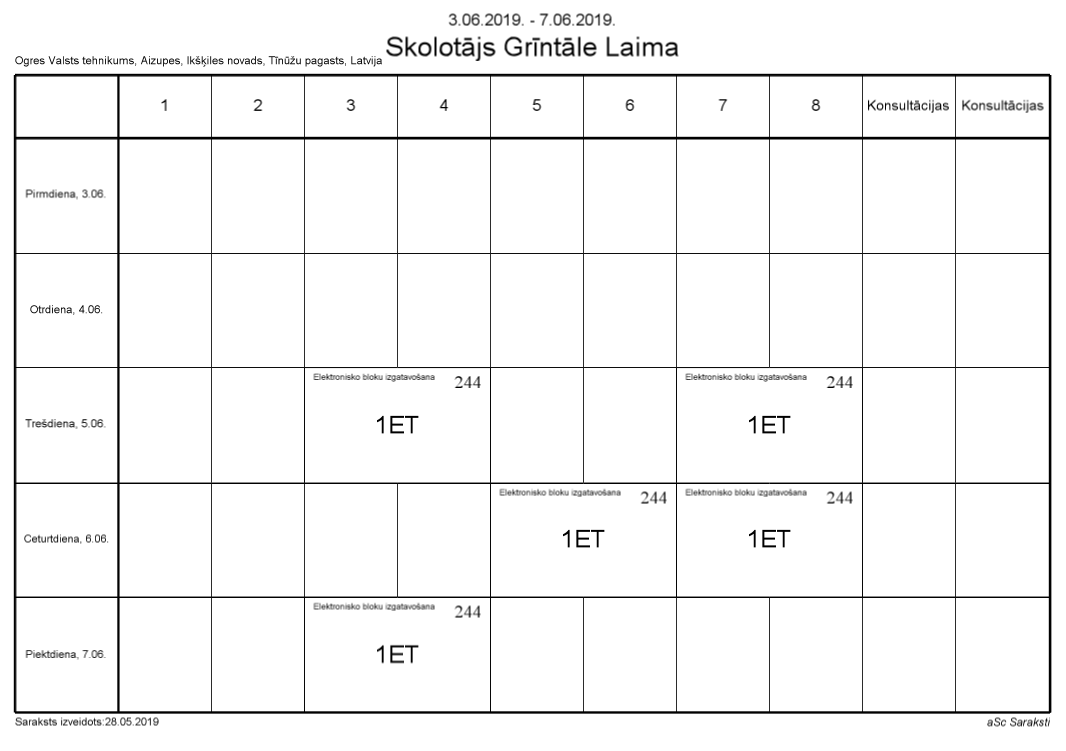 3.06.2019. - 7.06.2019.
Skolotājs Grīntāle Laima
Ogres Valsts tehnikums, Aizupes, Ikšķiles novads, Tīnūžu pagasts, Latvija
1 2 3 4 5 6 7 8 Konsultācijas Konsultācijas
Pirmdiena, 3.06.
Otrdiena, 4.06.
Elektronisko bloku izgatavošana 244 Elektronisko bloku izgatavošana 244
Trešdiena, 5.06. 1ET 1ET
Elektronisko bloku izgatavošana 244 Elektronisko bloku izgatavošana 244
Ceturtdiena, 6.06. 1ET 1ET
Elektronisko bloku izgatavošana 244
Piektdiena, 7.06. 1ET
Saraksts izveidots:28.05.2019 aSc Saraksti